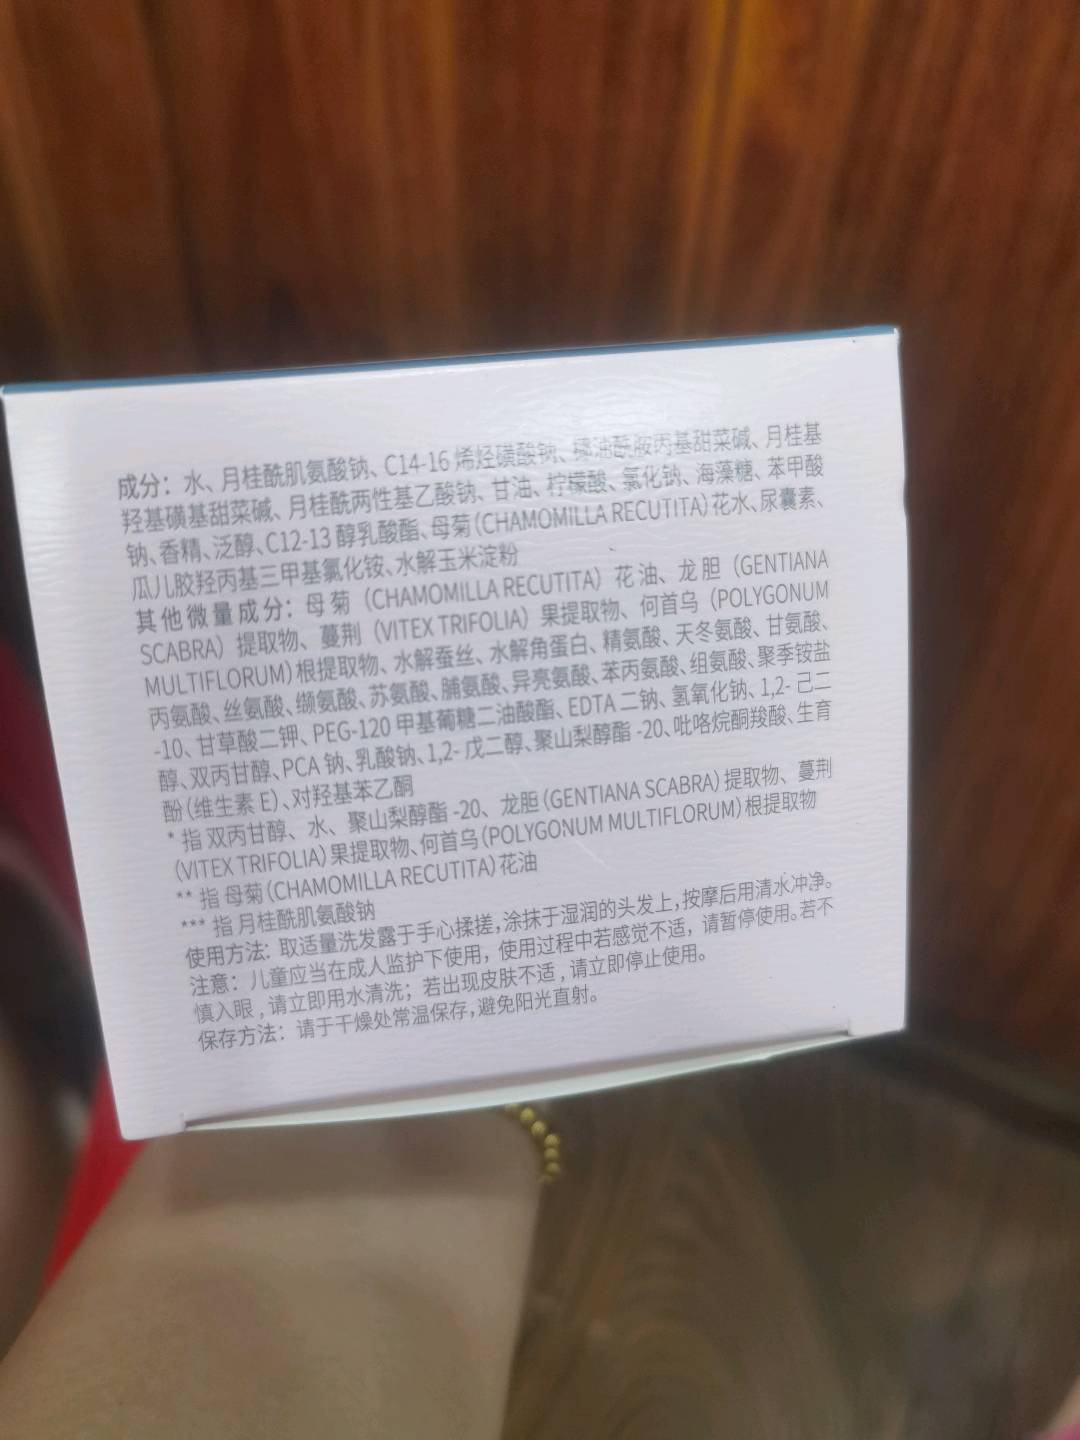 成分：水、月桂酰肌氨酸钠、C14-16 烯烃磺酸钠、椰油酰胺丙基甜菜碱、月桂基
羟基磺基甜菜碱、月桂酰两性基乙酸钠、甘油、柠檬酸、氯化钠、海藻糖、苯甲酸
钠、香精、泛醇、C12-13 醇乳酸酯、母菊（CHAMOMILLA RECUTITA）花水、尿囊素、
瓜儿胶羟丙基三甲基氯化铵、水解玉米淀粉
其他微量成分：母菊（CHAMOMILLA RECUTITA）花油、龙胆（GENTIANA
SCABRA）提取物、蔓荆（VITEX TRIFOLIA）果提取物、何首乌（POLYGONUM
MULTIFLORUM）根提取物、水解蚕丝、水解角蛋白、精氨酸、天冬氨酸、甘氨酸、
丙氨酸、丝氨酸、缬氨酸、苏氨酸、脯氨酸、异亮氨酸、苯丙氨酸、组氨酸、聚季铵盐
-10、甘草酸二钾、PEG-120 甲基葡糖二油酸酯、EDTA 二钠、氢氧化钠、1,2- 己二
醇、双丙甘醇、PCA 钠、乳酸钠、1,2- 戊二醇、聚山梨醇酯 -20、吡咯烷酮羧酸、生育
酚（维生素 E）、对羟基苯乙酮
* 指 双丙甘醇、水、聚山梨醇酯 -20、龙胆（GENTIANA SCABRA）提取物、蔓荆
（VITEX TRIFOLIA）果提取物、何首乌（POLYGONUM MULTIFLORUM）根提取物
** 指 母菊（CHAMOMILLA RECUTITA）花油
*** 指 月桂酰肌氨酸钠
使用方法: 取适量洗发露于手心揉搓，涂抹于湿润的头发上，按摩后用清水冲净。
注意：儿童应当在成人监护下使用，使用过程中若感觉不适，请暂停使用。若不
慎入眼，请立即用水清洗；若出现皮肤不适，请立即停止使用。
保存方法：请于干燥处常温保存，避免阳光直射。